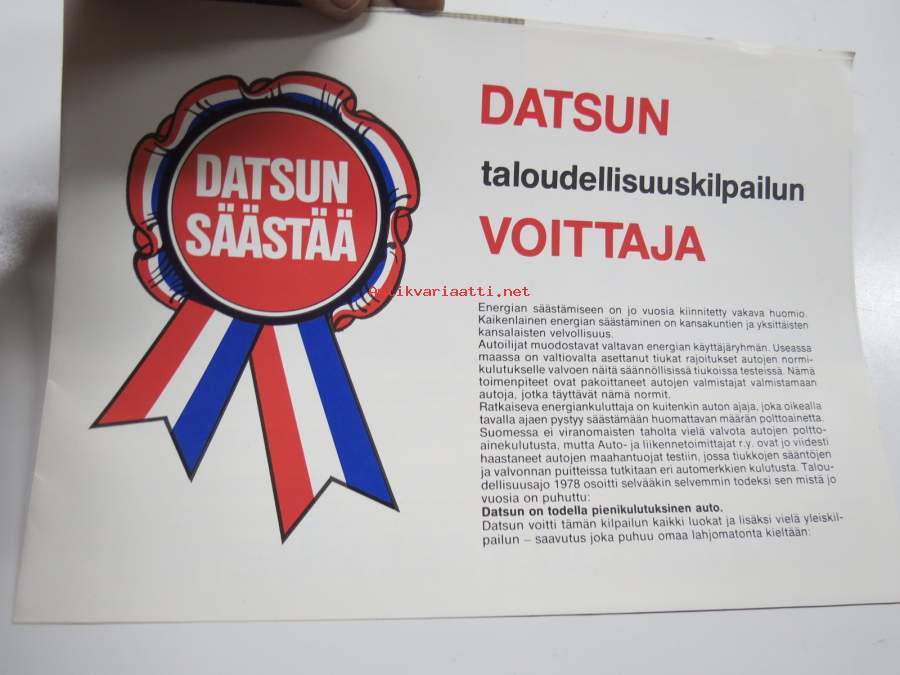 DATSUN
SÄÄSTÄÄ
DATSUN
taloudellisuuskilpailun
VOITTAJA
Antikvariaatti.net
Energian säästämiseen on jo vuosia kiinnitetty vakava huomio.
Kaikenlainen energian säästäminen on kansakuntien ja yksittäisten
kansalaisten velvollisuus.
Autoilijat muodostavat valtavan energian käyttäjäryhmän. Useassa
maassa on valtiovalta asettanut tiukat rajoitukset autojen normi-
kulutukselle valvoen näitä säännöllisissä tiukoissa testeissä. Nämä
toimenpiteet ovat pakoittaneet autojen valmistajat valmistamaan
autoja, jotka täyttävät nämä normit.
Ratkaiseva energiankuluttaja on kuitenkin auton ajaja, joka oikealla
tavalla ajaen pystyy säästämään huomattavan määrän polttoainetta.
Suomessa ei viranomaisten taholta vielä valvota autojen poltto-
ainekulutusta, mutta Auto- ja liikennetoimittajat r.y. ovat jo viidesti
haastaneet autojen maahantuojat testiin, jossa tiukkojen sääntöjen
ja valvonnan puitteissa tutkitaan eri automerkkien kulutusta. Talou-
dellisuusajo 1978 osoitti selvääkin selvemmin todeksi sen mistä jo
vuosia on puhuttu:
Datsun on todella pienikulutuksinen auto.
Datsun voitti tämän kilpailun kaikki luokat ja lisäksi vielä yleiskil-
pailun – saavutus joka puhuu omaa lahjomatonta kieltään: